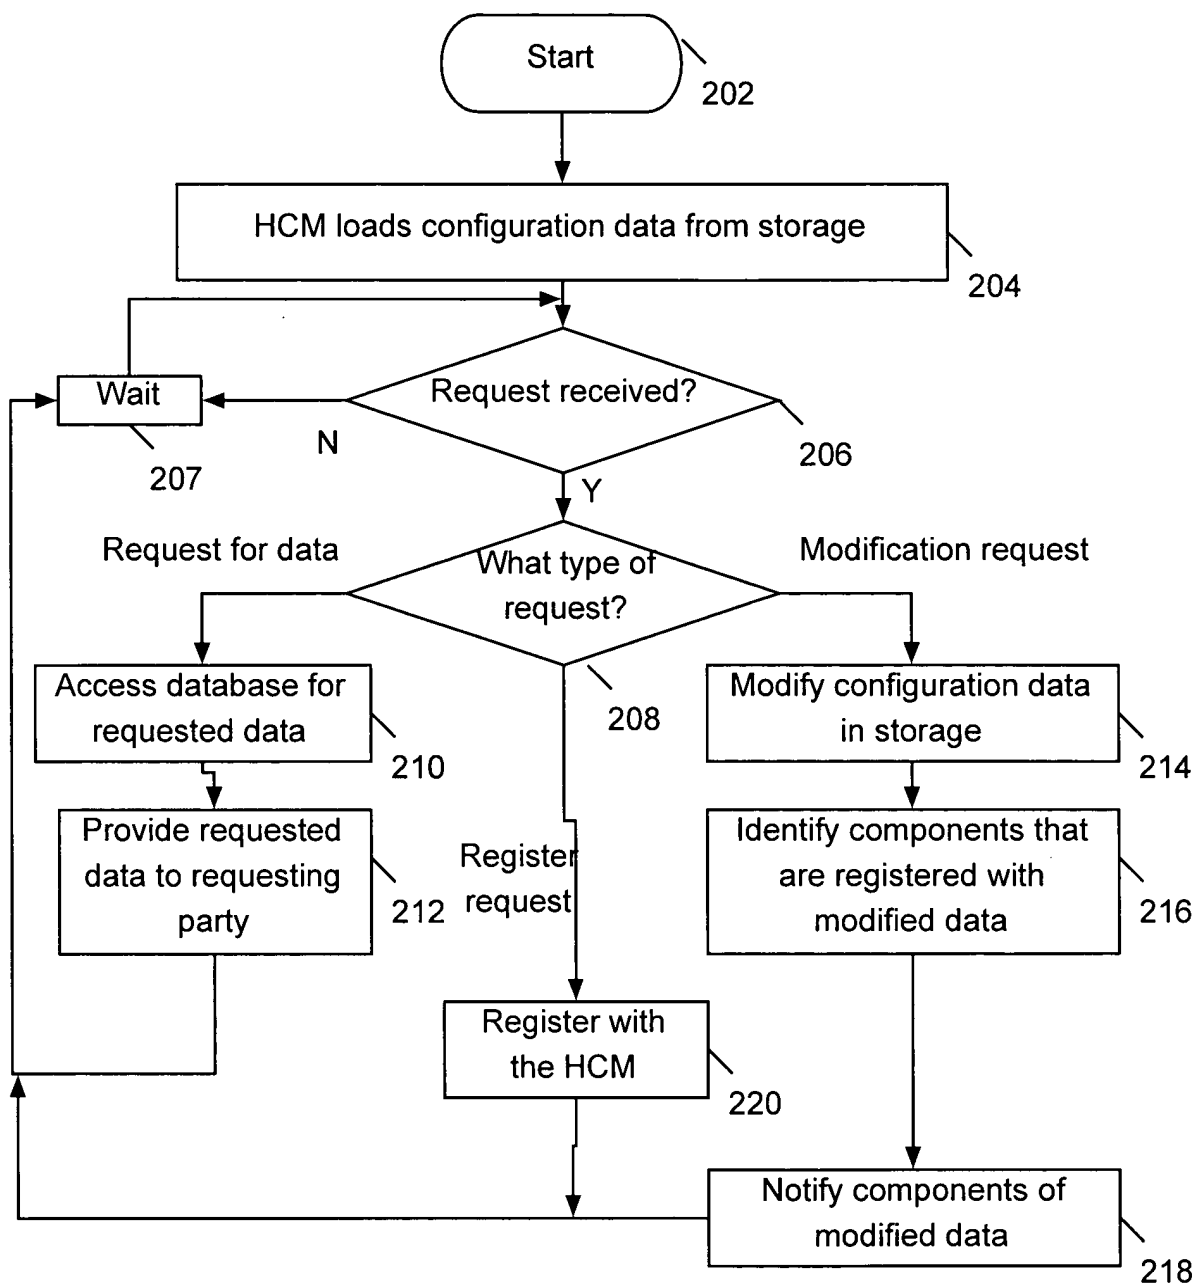 Start
202
HCM loads configuration data from storage
204
Request received?
Wait
N
206
207
Y
Request for data
What type of
request?
Modification request
208
Access database for
requested data
210
Modify configuration data
in storage
214
Provide requested
data to requesting
party
212
Register
request
Identify components that
are registered with
modified data
216
Register with
the HCM
220
Notify components of
modified data
218